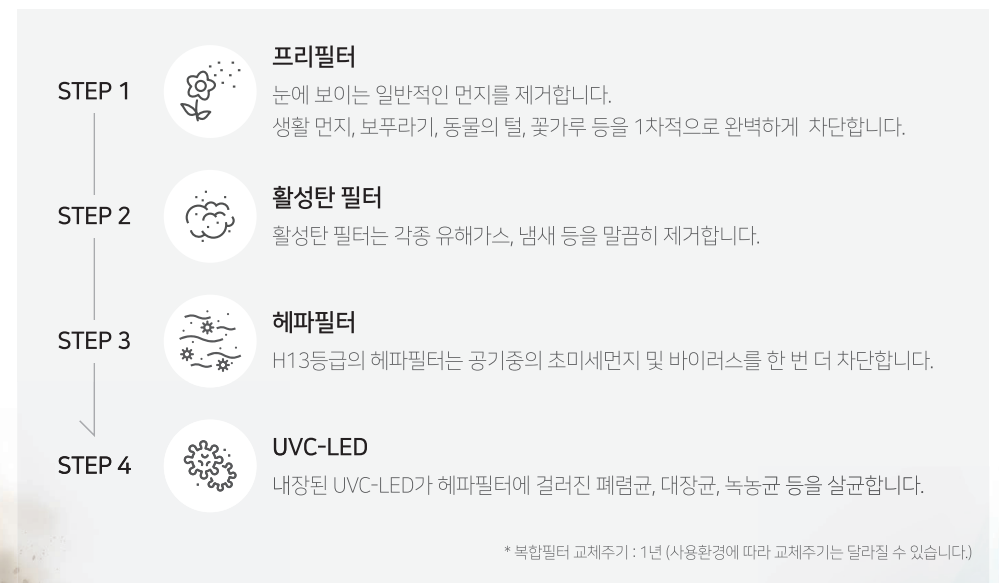 STEP 1
프리필터
눈에 보이는 일반적인 먼지를 제거합니다.
생활 먼지, 보푸라기, 동물의 털, 꽃가루 등을 1차적으로 완벽하게 차단합니다.
STEP 2
활성탄 필터
활성탄 필터는 각종 유해가스, 냄새 등을 말끔히 제거합니다.
STEP 3
헤파필터
H13등급의 헤파필터는 공기중의 초미세먼지 및 바이러스를 한 번 더 차단합니다.
STEP 4
UVC-LED
내장된 UVC-LED가 헤파필터에 걸러진 폐렴균, 대장균, 녹농균 등을 살균합니다.
* 복합필터 교체주기 : 1년 (사용환경에 따라 교체주기는 달라질 수 있습니다.)